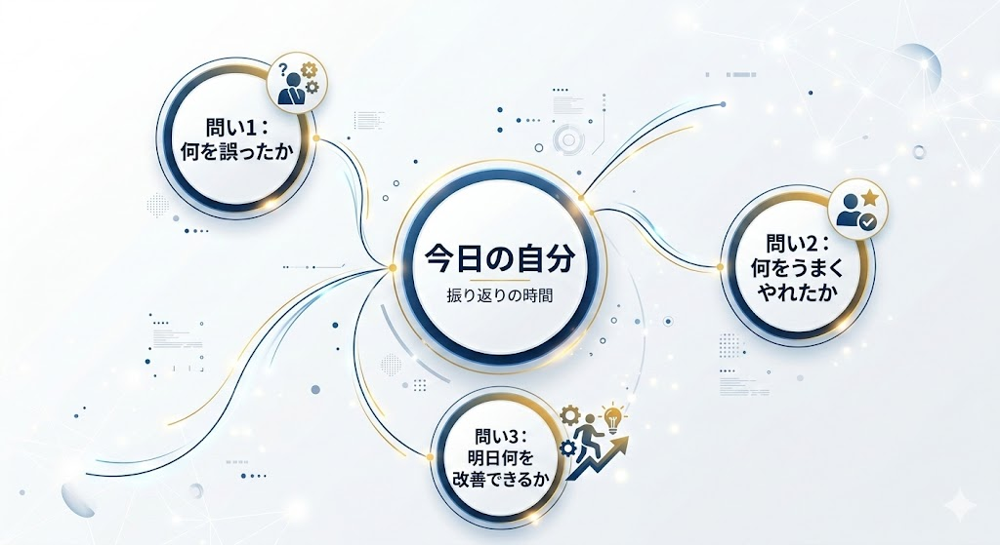 問い1：
何を誤ったか
今日の自分
振り返りの時間
問い2：
何をうまく
やれたか
問い3：
明日何を
改善できるか